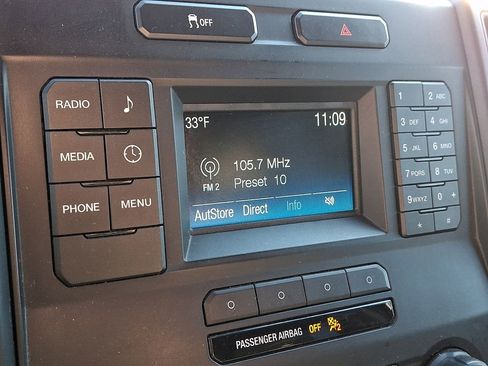 OFF
RADIO
MEDIA
PHONE MENU
33°F 11:09
105.7 MHz
FM 2 Preset 10
AutStore Direct Info
1 2 ABC
3 DEF 4 GHI
5 JKL 6 MNO
7 PQRS 8 TUV
9 WXYZ 0 +
* #
PASSENGER AIRBAG OFF 2